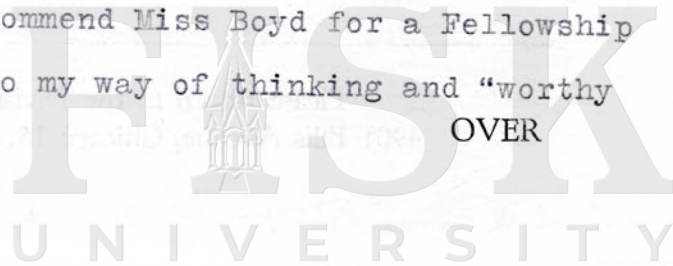 ommend Miss Boyd for a Fellowship
o my way of thinking and “worthy
OVER
FISK
UNIVERSITY